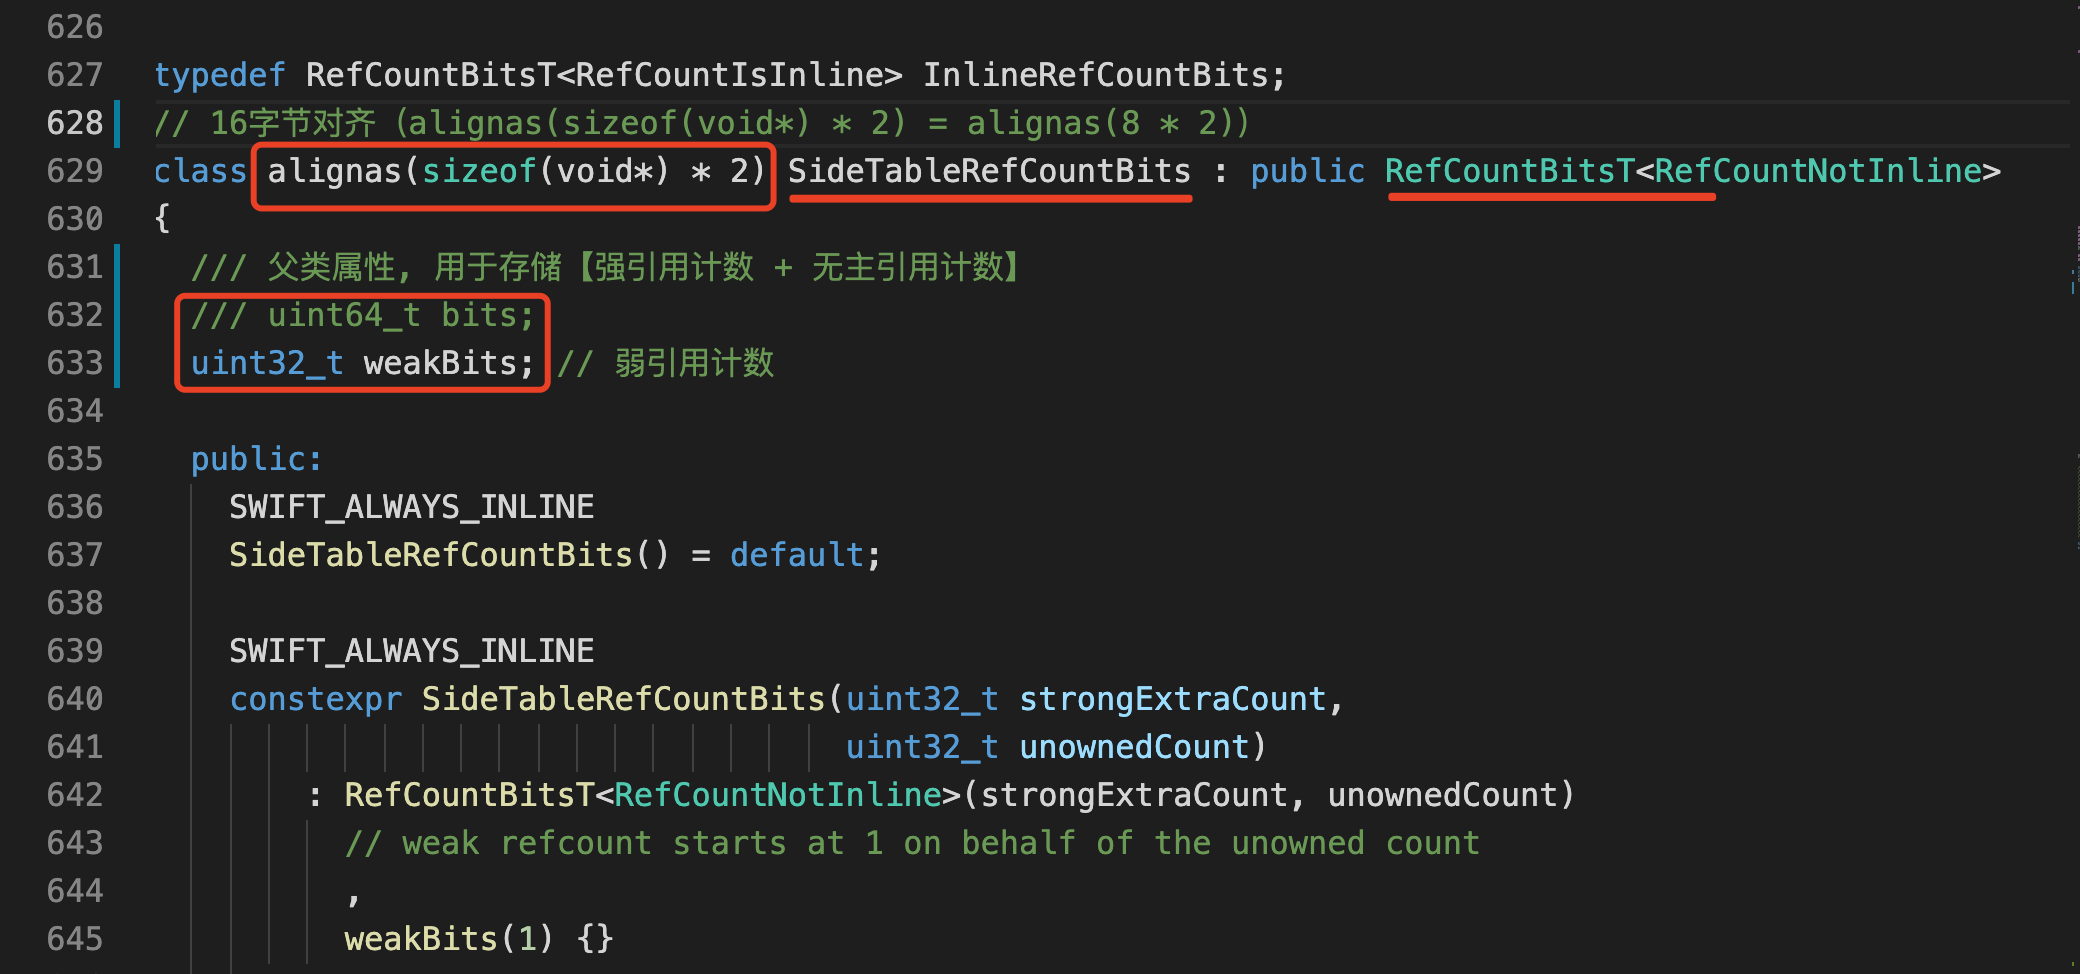 626
627 typedef RefCountBitsT<RefCountIsInline> InlineRefCountBits;
628 // 16字节对齐（alignas(sizeof(void*) * 2) = alignas(8 * 2)）
629 class alignas(sizeof(void*) * 2) SideTableRefCountBits : public RefCountBitsT<RefCountNotInline>
630 {
631 /// 父类属性, 用于存储【强引用计数 + 无主引用计数】
632 /// uint64_t bits;
633 uint32_t weakBits; // 弱引用计数
634
635 public:
636 SWIFT_ALWAYS_INLINE
637 SideTableRefCountBits() = default;
638
639 SWIFT_ALWAYS_INLINE
640 constexpr SideTableRefCountBits(uint32_t strongExtraCount,
641 uint32_t unownedCount)
642 : RefCountBitsT<RefCountNotInline>(strongExtraCount, unownedCount)
643 // weak refcount starts at 1 on behalf of the unowned count
644 ,
645 weakBits(1) {}